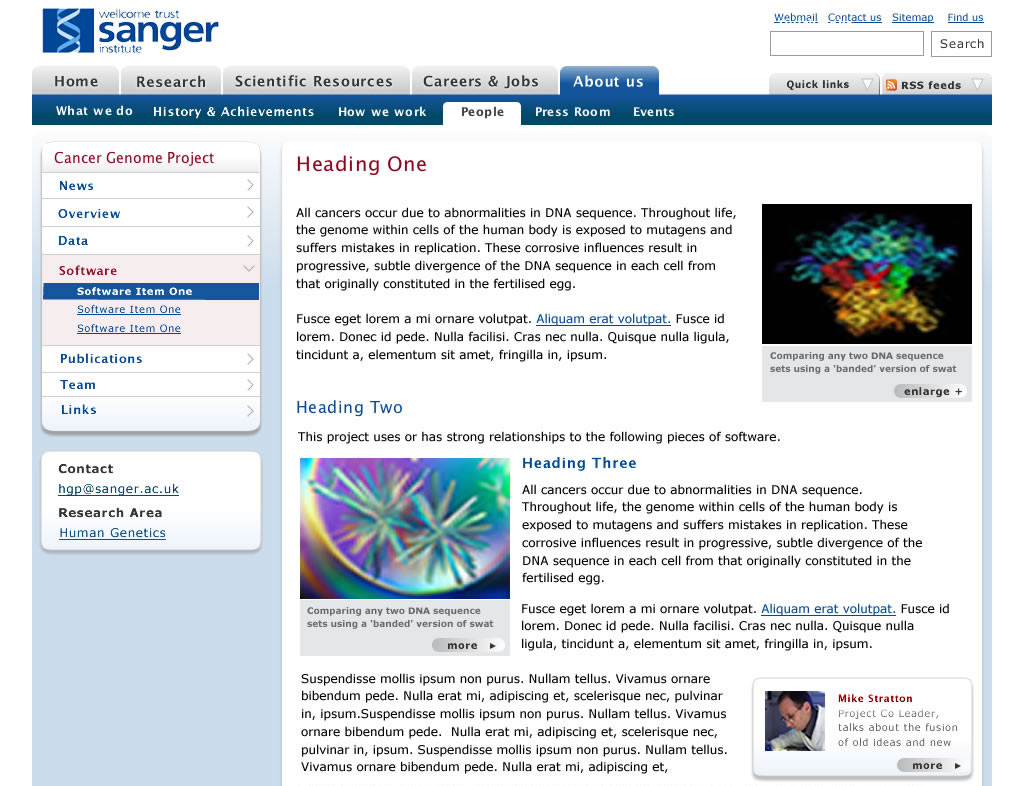 wellcome trust
sanger
institute
Webmail Contact us Sitemap Find us
Search
Home Research Scientific Resources Careers & Jobs About us
Quick links RSS feeds
What we do History & Achievements How we work People Press Room Events
Cancer Genome Project
News
Overview
Data
Software
Software Item One
Software Item One
Software Item One
Publications
Team
Links
Contact
hgp@sanger.ac.uk
Research Area
Human Genetics
Heading One
All cancers occur due to abnormalities in DNA sequence. Throughout life,
the genome within cells of the human body is exposed to mutagens and
suffers mistakes in replication. These corrosive influences result in
progressive, subtle divergence of the DNA sequence in each cell from
that originally constituted in the fertilised egg.
Fusce eget lorem a mi ornare volutpat. Aliquam erat volutpat. Fusce id
lorem. Donec id pede. Nulla facilisi. Cras nec nulla. Quisque nulla ligula,
tincidunt a, elementum sit amet, fringilla in, ipsum.
Comparing any two DNA sequence
sets using a 'banded' version of swat
enlarge +
Heading Two
This project uses or has strong relationships to the following pieces of software.
Comparing any two DNA sequence
sets using a 'banded' version of swat
more
Heading Three
All cancers occur due to abnormalities in DNA sequence.
Throughout life, the genome within cells of the human body is
exposed to mutagens and suffers mistakes in replication. These
corrosive influences result in progressive, subtle divergence of the
DNA sequence in each cell from that originally constituted in the
fertilised egg.
Fusce eget lorem a mi ornare volutpat. Aliquam erat volutpat. Fusce id
lorem. Donec id pede. Nulla facilisi. Cras nec nulla. Quisque nulla
ligula, tincidunt a, elementum sit amet, fringilla in, ipsum.
Suspendisse mollis ipsum non purus. Nullam tellus. Vivamus ornare
bibendum pede. Nulla erat mi, adipiscing et, scelerisque nec, pulvinar
in, ipsum.Suspendisse mollis ipsum non purus. Nullam tellus. Vivamus
ornare bibendum pede. Nulla erat mi, adipiscing et, scelerisque nec,
pulvinar in, ipsum. Suspendisse mollis ipsum non purus. Nullam tellus.
Vivamus ornare bibendum pede. Nulla erat mi, adipiscing et,
Mike Stratton
Project Co Leader,
talks about the fusion
of old ideas and new
more